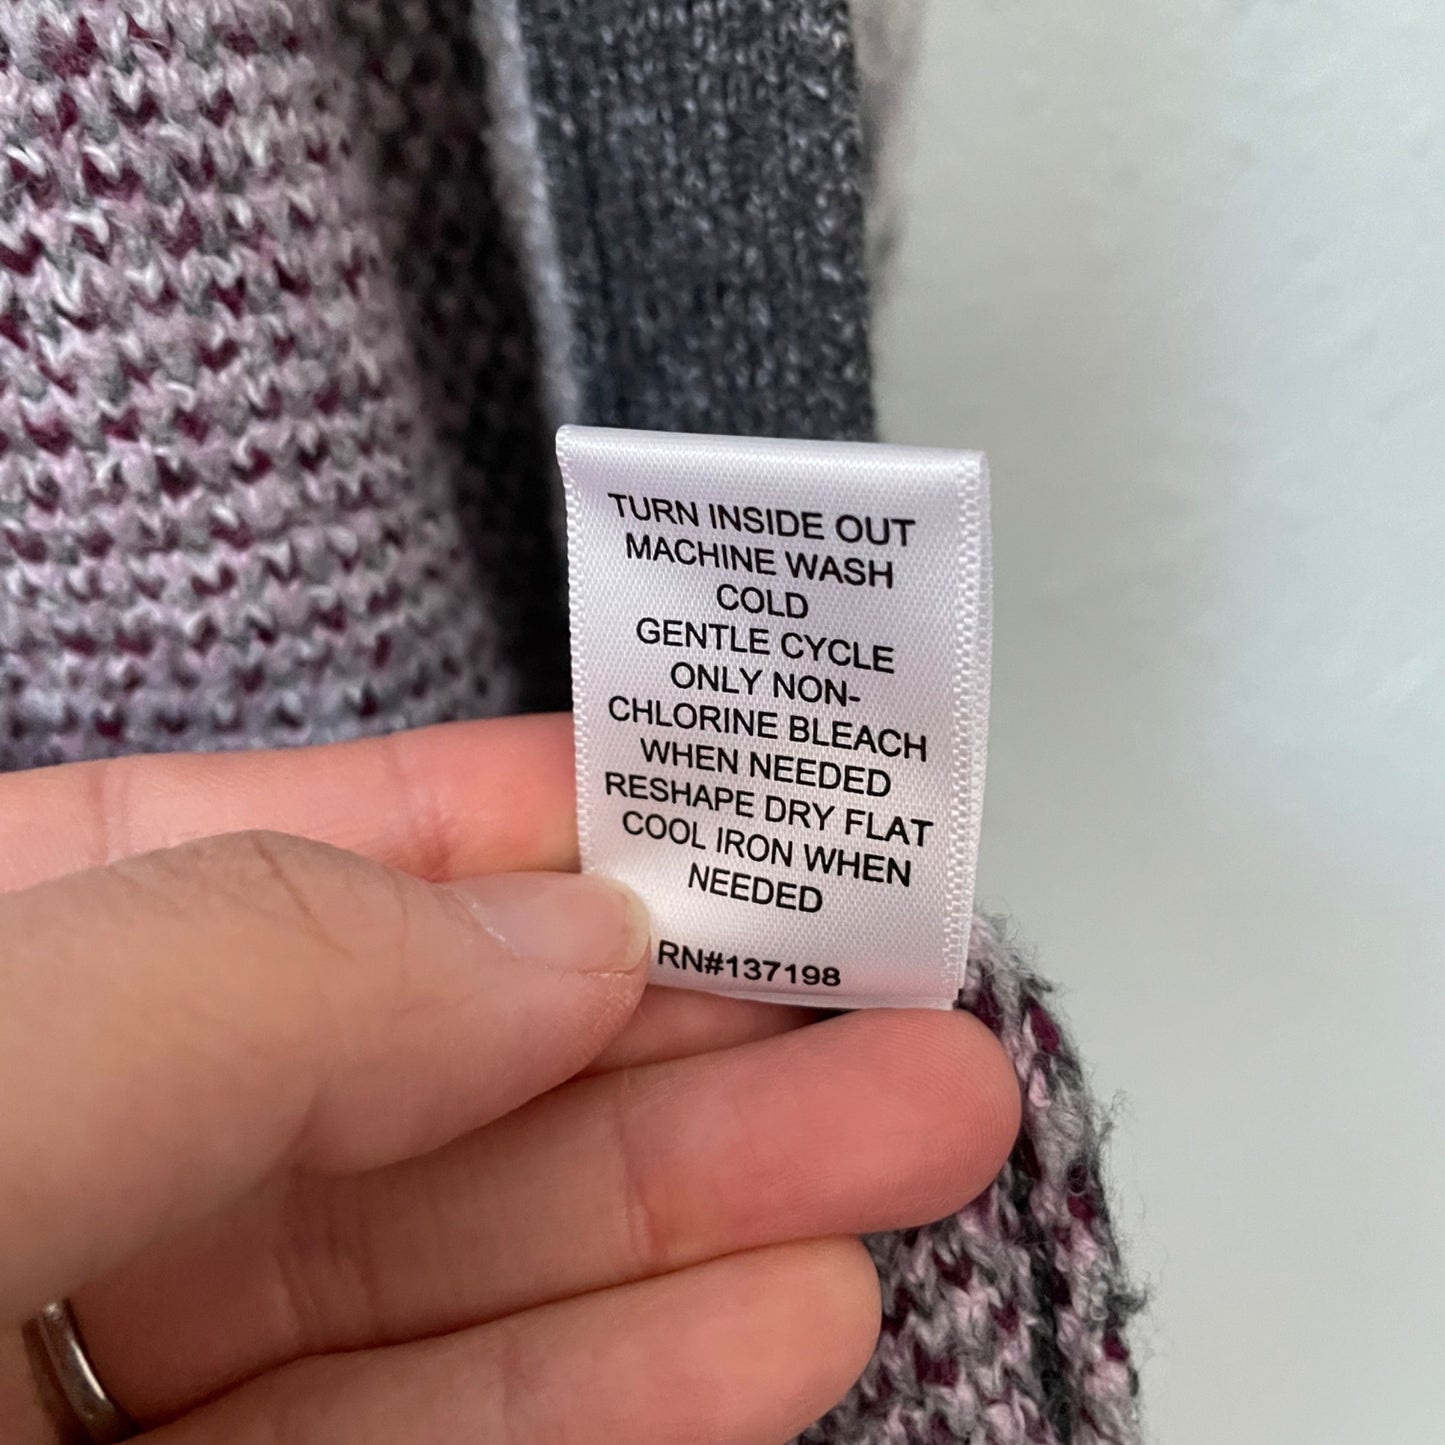 TURN INSIDE OUT
MACHINE WASH
COLD
GENTLE CYCLE
ONLY NON-
CHLORINE BLEACH
WHEN NEEDED
RESHAPE DRY FLAT
COOL IRON WHEN
NEEDED
RN#137198